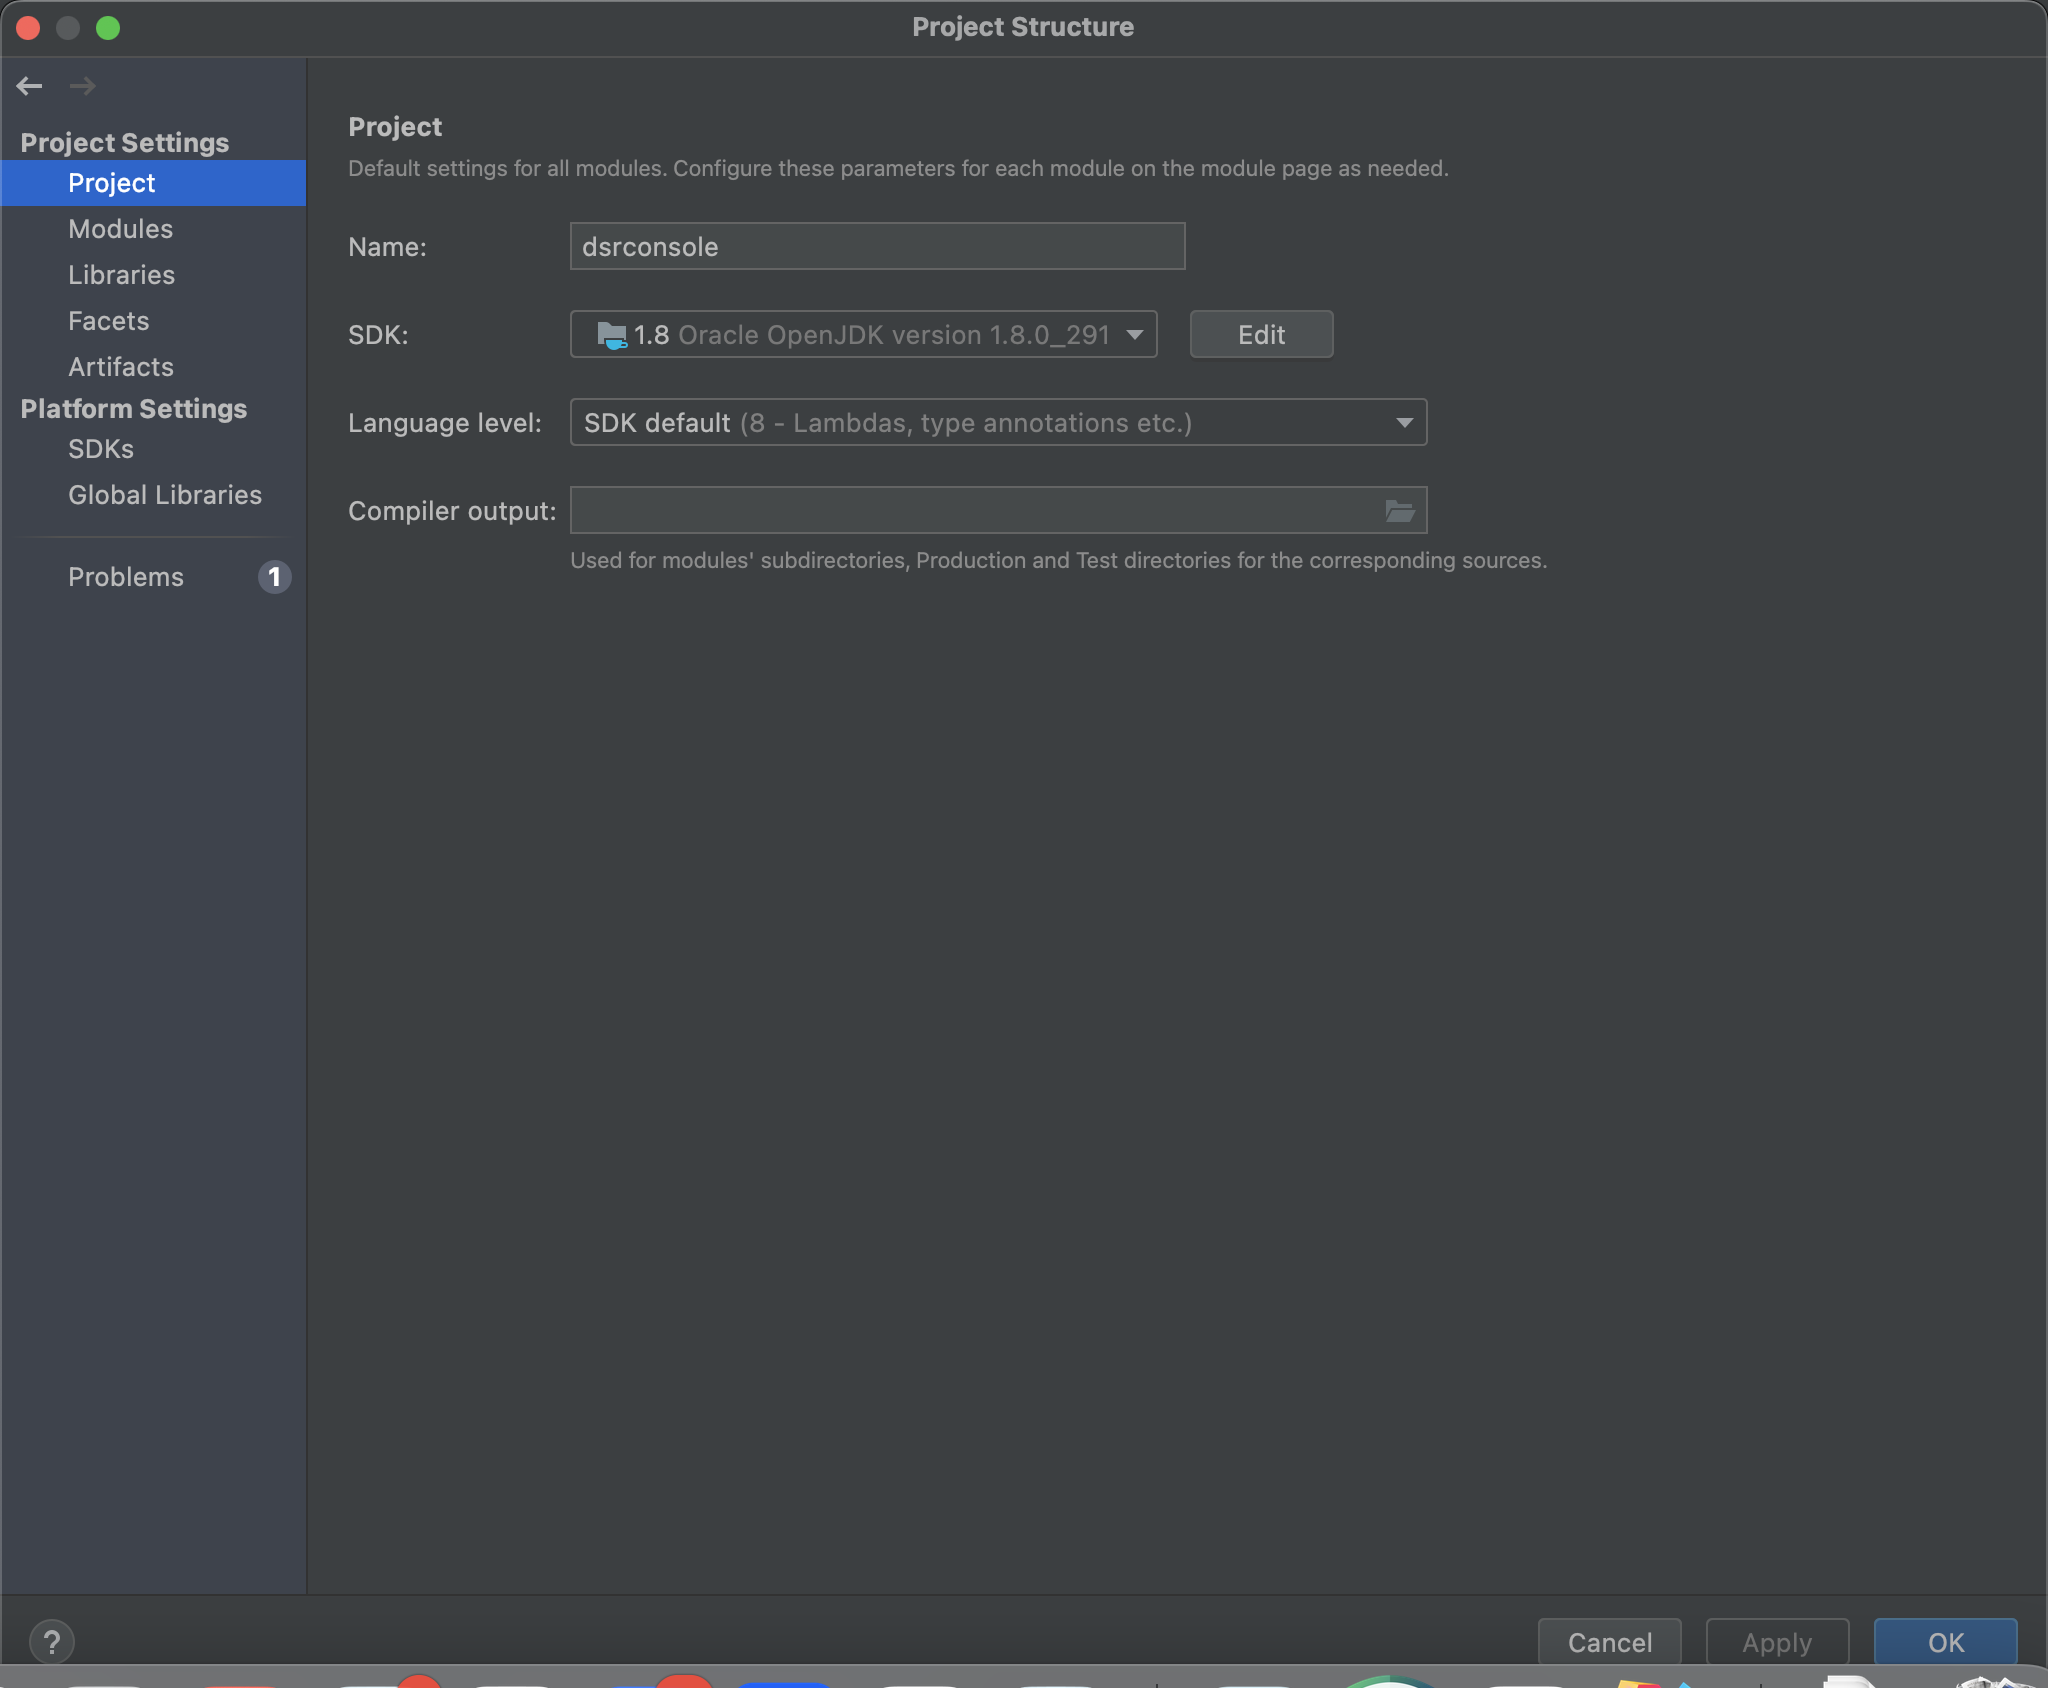 Project Structure
Project Settings
Project
Modules
Libraries
Facets
Artifacts
Platform Settings
SDKs
Global Libraries
Problems 1
Project
Default settings for all modules. Configure these parameters for each module on the module page as needed.
Name: dsrconsole
SDK: 1.8 Oracle OpenJDK version 1.8.0_291 Edit
Language level: SDK default (8 - Lambdas, type annotations etc.)
Compiler output:
Used for modules' subdirectories, Production and Test directories for the corresponding sources.
? Cancel Apply OK